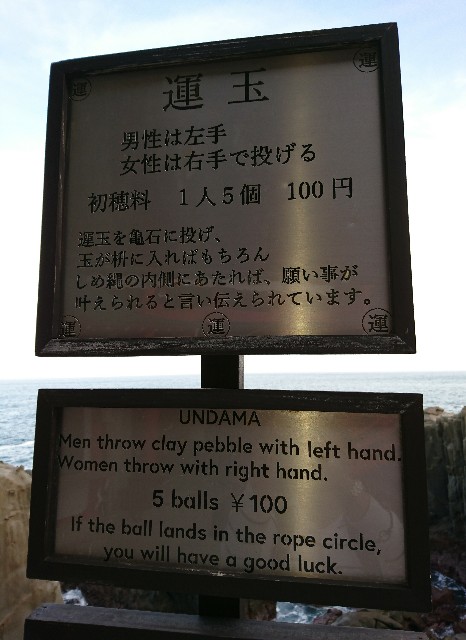 運 運
運玉
男性は左手
女性は右手で投げる
初穂料 1人5個 100円
運玉を亀石に投げ、
玉が枡に入ればもちろん
しめ縄の内側にあたれば、願い事が
叶えられると言い伝えられています。
運 運 運
UNDAMA
Men throw clay pebble with left hand.
Women throw with right hand.
5 balls ¥100
If the ball lands in the rope circle,
you will have a good luck.